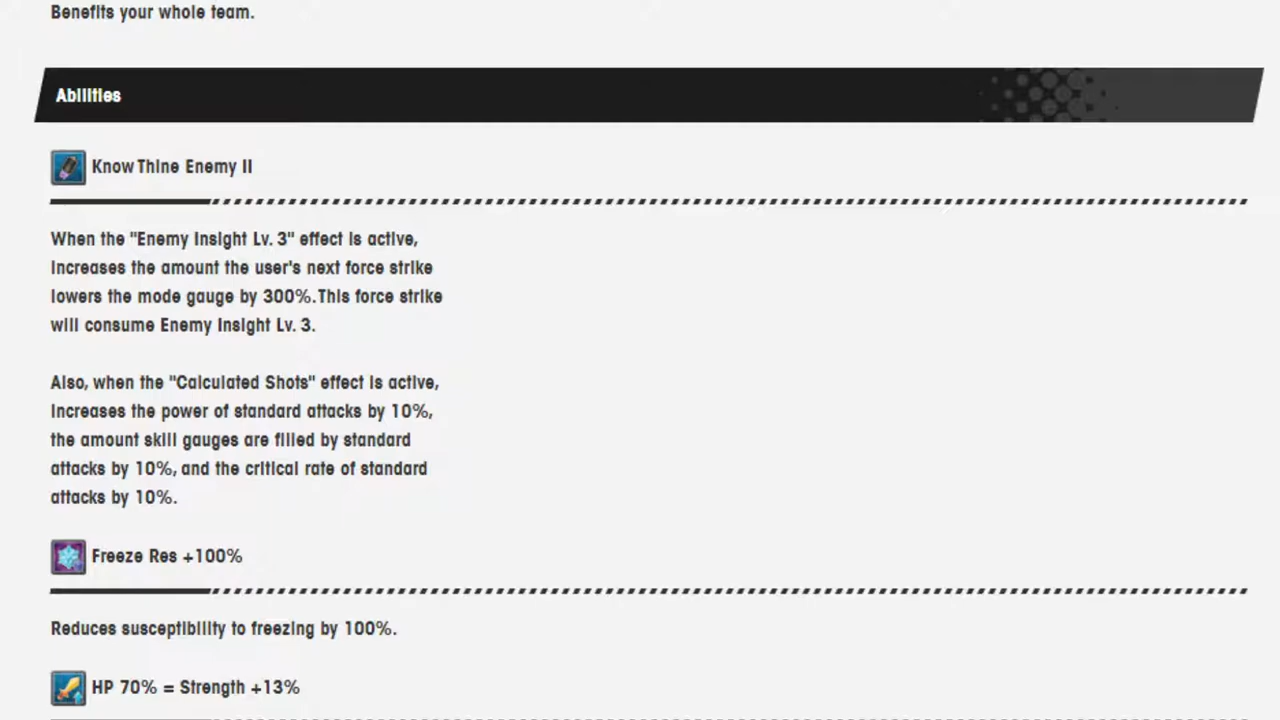 Benefits your whole team.
Abilities
Know Thine Enemy II
When the "Enemy Insight Lv. 3" effect is active,
increases the amount the user's next force strike
lowers the mode gauge by 300%. This force strike
will consume Enemy Insight Lv. 3.
Also, when the "Calculated Shots" effect is active,
increases the power of standard attacks by 10%,
the amount skill gauges are filled by standard
attacks by 10%, and the critical rate of standard
attacks by 10%.
Freeze Res +100%
Reduces susceptibility to freezing by 100%.
HP 70% = Strength +13%